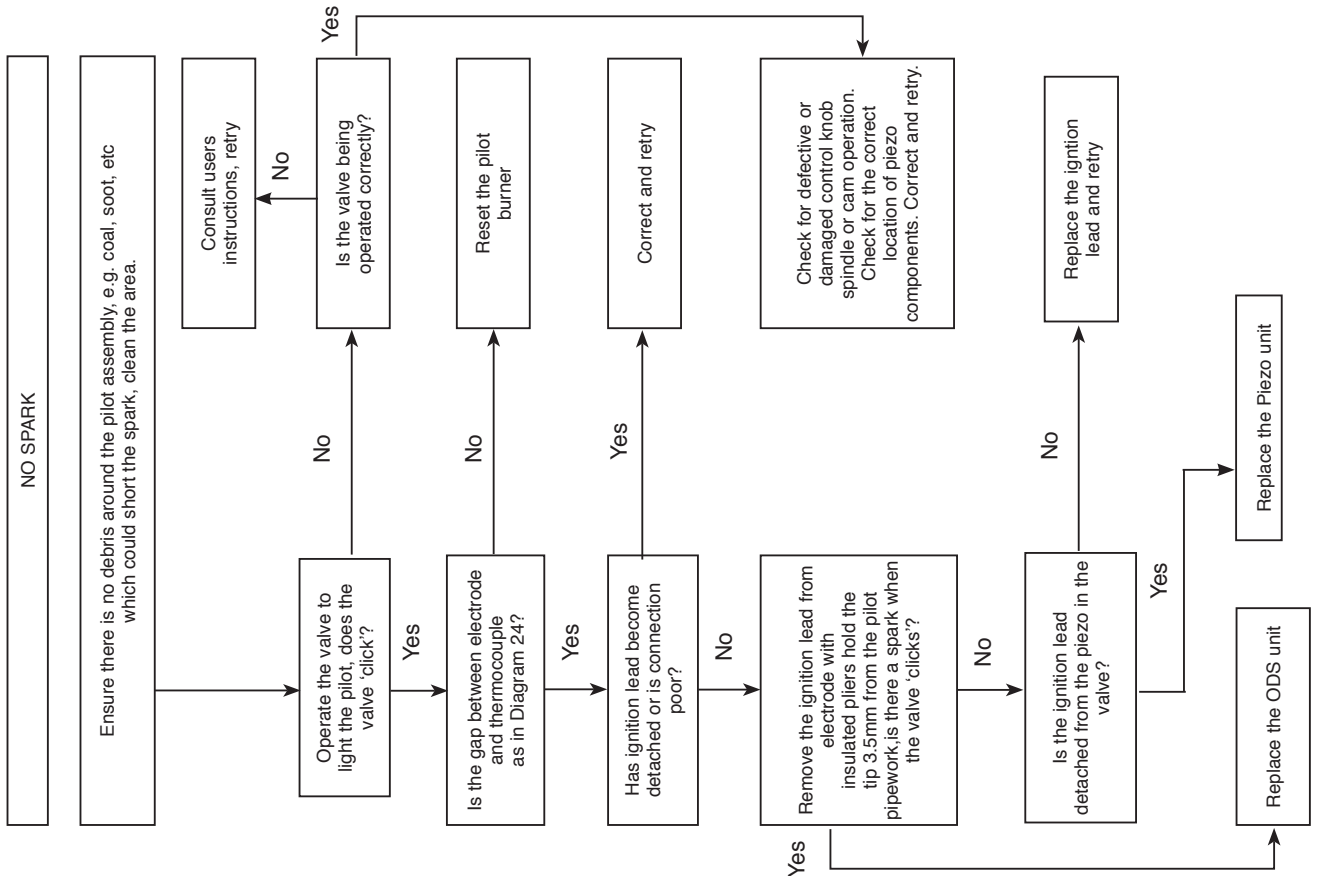 NO SPARK
Ensure there is no debris around the pilot assembly, e.g. coal, soot, etc
which could short the spark, clean the area.
Operate the valve to
light the pilot, does the
valve ‘click’?
No
Is the valve being
operated correctly?
No
Consult users
instructions, retry
Yes
Check for defective or
damaged control knob
spindle or cam operation.
Check for the correct
location of piezo
components. Correct and retry.
Yes
Is the gap between electrode
and thermocouple
as in Diagram 24?
No
Reset the pilot
burner
Yes
Has ignition lead become
detached or is connection
poor?
Yes
Correct and retry
No
Remove the ignition lead from
electrode with
insulated pliers hold the
tip 3.5mm from the pilot
pipework,is there a spark when
the valve ‘clicks’?
Yes
Replace the ODS unit
No
Is the ignition lead
detached from the piezo in the
valve?
No
Replace the igntion
lead and retry
Yes
Replace the Piezo unit